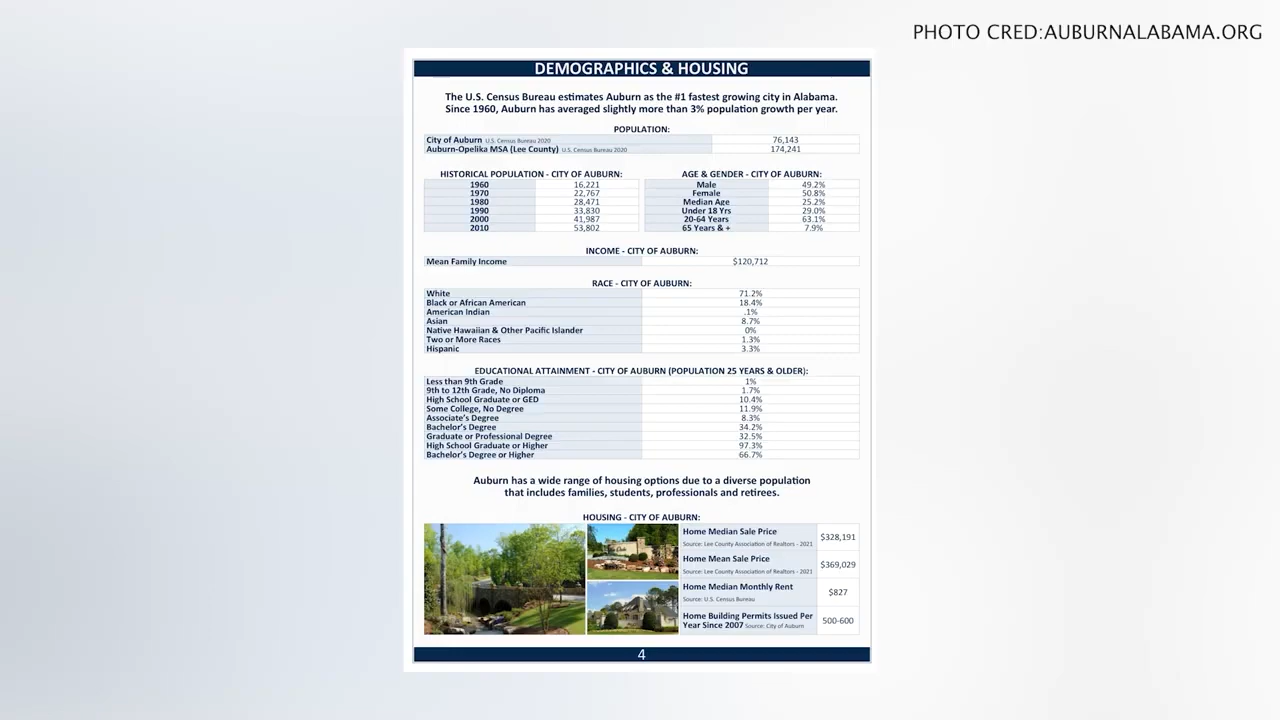 PHOTO CRED:AUBURNALABAMA.ORG
DEMOGRAPHICS & HOUSING
The U.S. Census Bureau estimates Auburn as the #1 fastest growing city in Alabama.
Since 1960, Auburn has averaged slightly more than 3% population growth per year.
POPULATION:
City of Auburn U.S. Census Bureau 2020 76,143
Auburn-Opelika MSA (Lee County) U.S. Census Bureau 2020 174,241
HISTORICAL POPULATION - CITY OF AUBURN:
1960 16,221
1970 22,767
1980 28,471
1990 33,830
2000 41,987
2010 53,802
AGE & GENDER - CITY OF AUBURN:
Male 49.2%
Female 50.8%
Median Age 25.2%
Under 18 Yrs 29.0%
20-64 Years 63.1%
65 Years & + 7.9%
INCOME - CITY OF AUBURN:
Mean Family Income $120,712
RACE - CITY OF AUBURN:
White 71.2%
Black or African American 18.4%
American Indian .1%
Asian 8.7%
Native Hawaiian & Other Pacific Islander 0%
Two or More Races 1.3%
Hispanic 3.3%
EDUCATIONAL ATTAINMENT - CITY OF AUBURN (POPULATION 25 YEARS & OLDER):
Less than 9th Grade 1%
9th to 12th Grade, No Diploma 1.7%
High School Graduate or GED 10.4%
Some College, No Degree 11.9%
Associate's Degree 8.3%
Bachelor's Degree 34.2%
Graduate or Professional Degree 32.5%
High School Graduate or Higher 97.3%
Bachelor's Degree or Higher 66.7%
Auburn has a wide range of housing options due to a diverse population
that includes families, students, professionals and retirees.
HOUSING - CITY OF AUBURN:
Home Median Sale Price $328,191
Source: Lee County Association of Realtors - 2021
Home Mean Sale Price $369,029
Source: Lee County Association of Realtors - 2021
Home Median Monthly Rent $827
Source: U.S. Census Bureau
Home Building Permits Issued Per
Year Since 2007 Source: City of Auburn 500-600
4